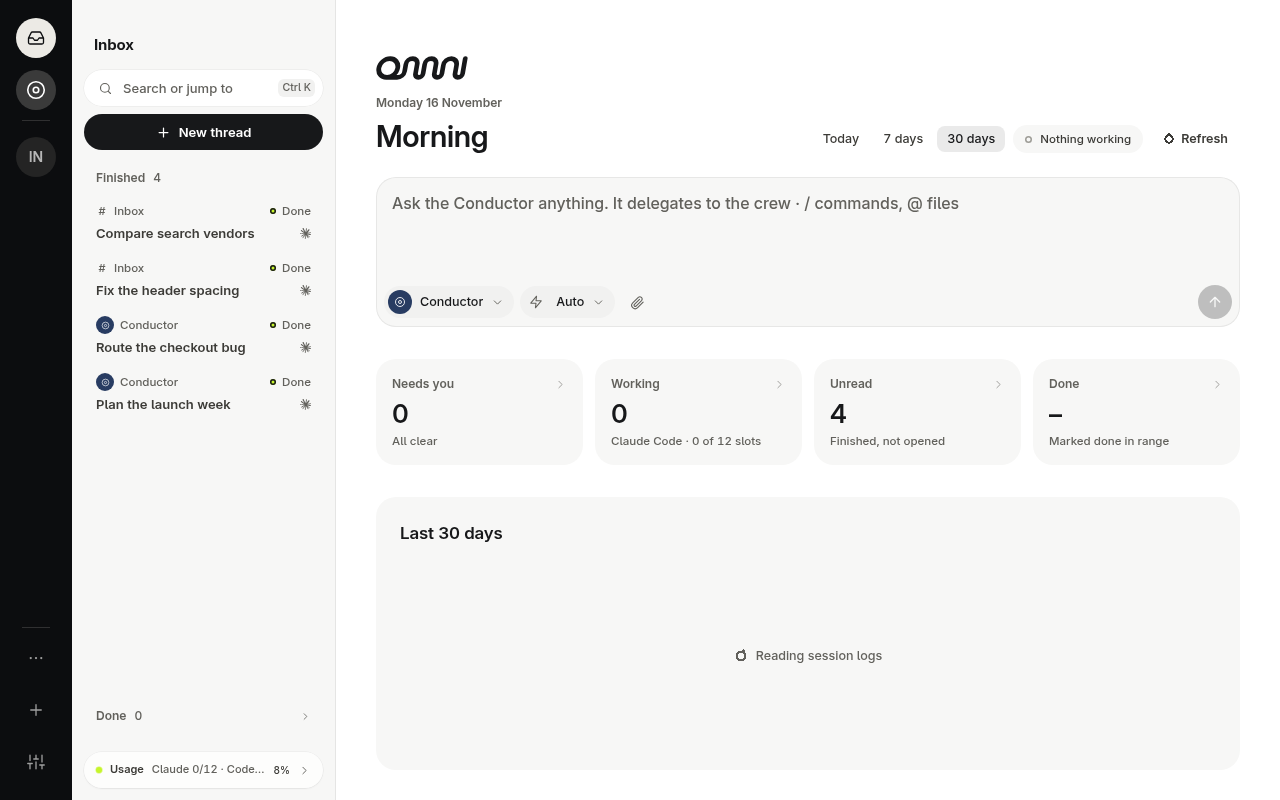 IN
Inbox
Search or jump to Ctrl K
New thread
Finished 4
# Inbox Done
Compare search vendors
# Inbox Done
Fix the header spacing
Conductor Done
Route the checkout bug
Conductor Done
Plan the launch week
Done 0
Usage Claude 0/12 · Code... 8%
omni
Monday 16 November
Morning
Today 7 days 30 days Nothing working Refresh
Ask the Conductor anything. It delegates to the crew · / commands, @ files
Conductor Auto
Needs you
0
All clear
Working
0
Claude Code · 0 of 12 slots
Unread
4
Finished, not opened
Done
–
Marked done in range
Last 30 days
Reading session logs